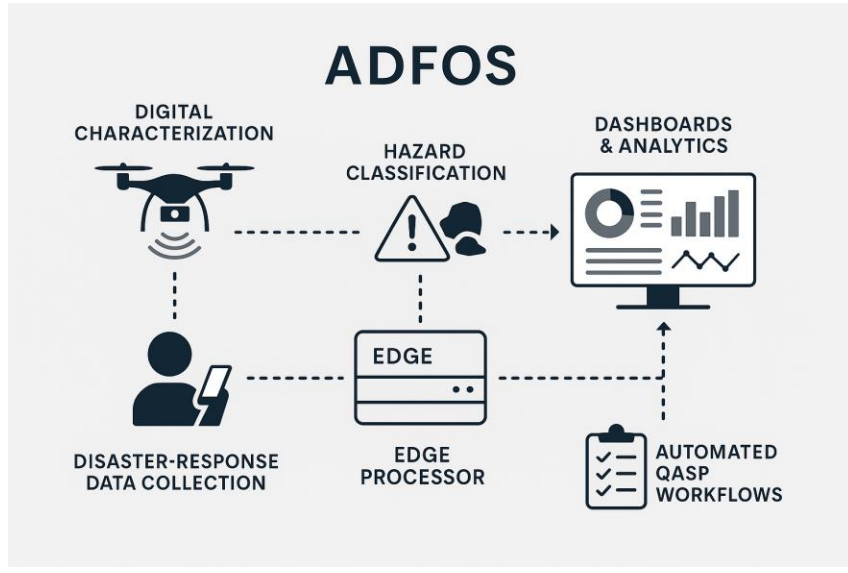 ADFOS
DIGITAL
CHARACTERIZATION
HAZARD
CLASSIFICATION
DASHBOARDS
& ANALYTICS
EDGE
DISASTER-RESPONSE
DATA COLLECTION
EDGE
PROCESSOR
AUTOMATED
QASP
WORKFLOWS